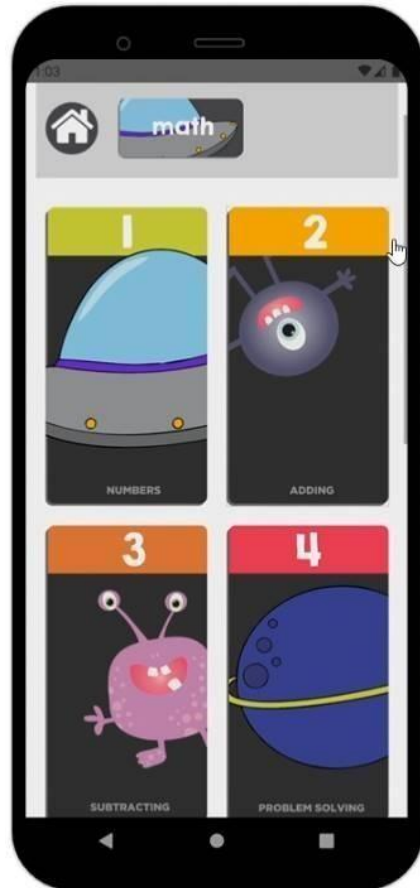 1:03
math
1
2
NUMBERS
ADDING
3
4
SUBTRACTING
PROBLEM SOLVING